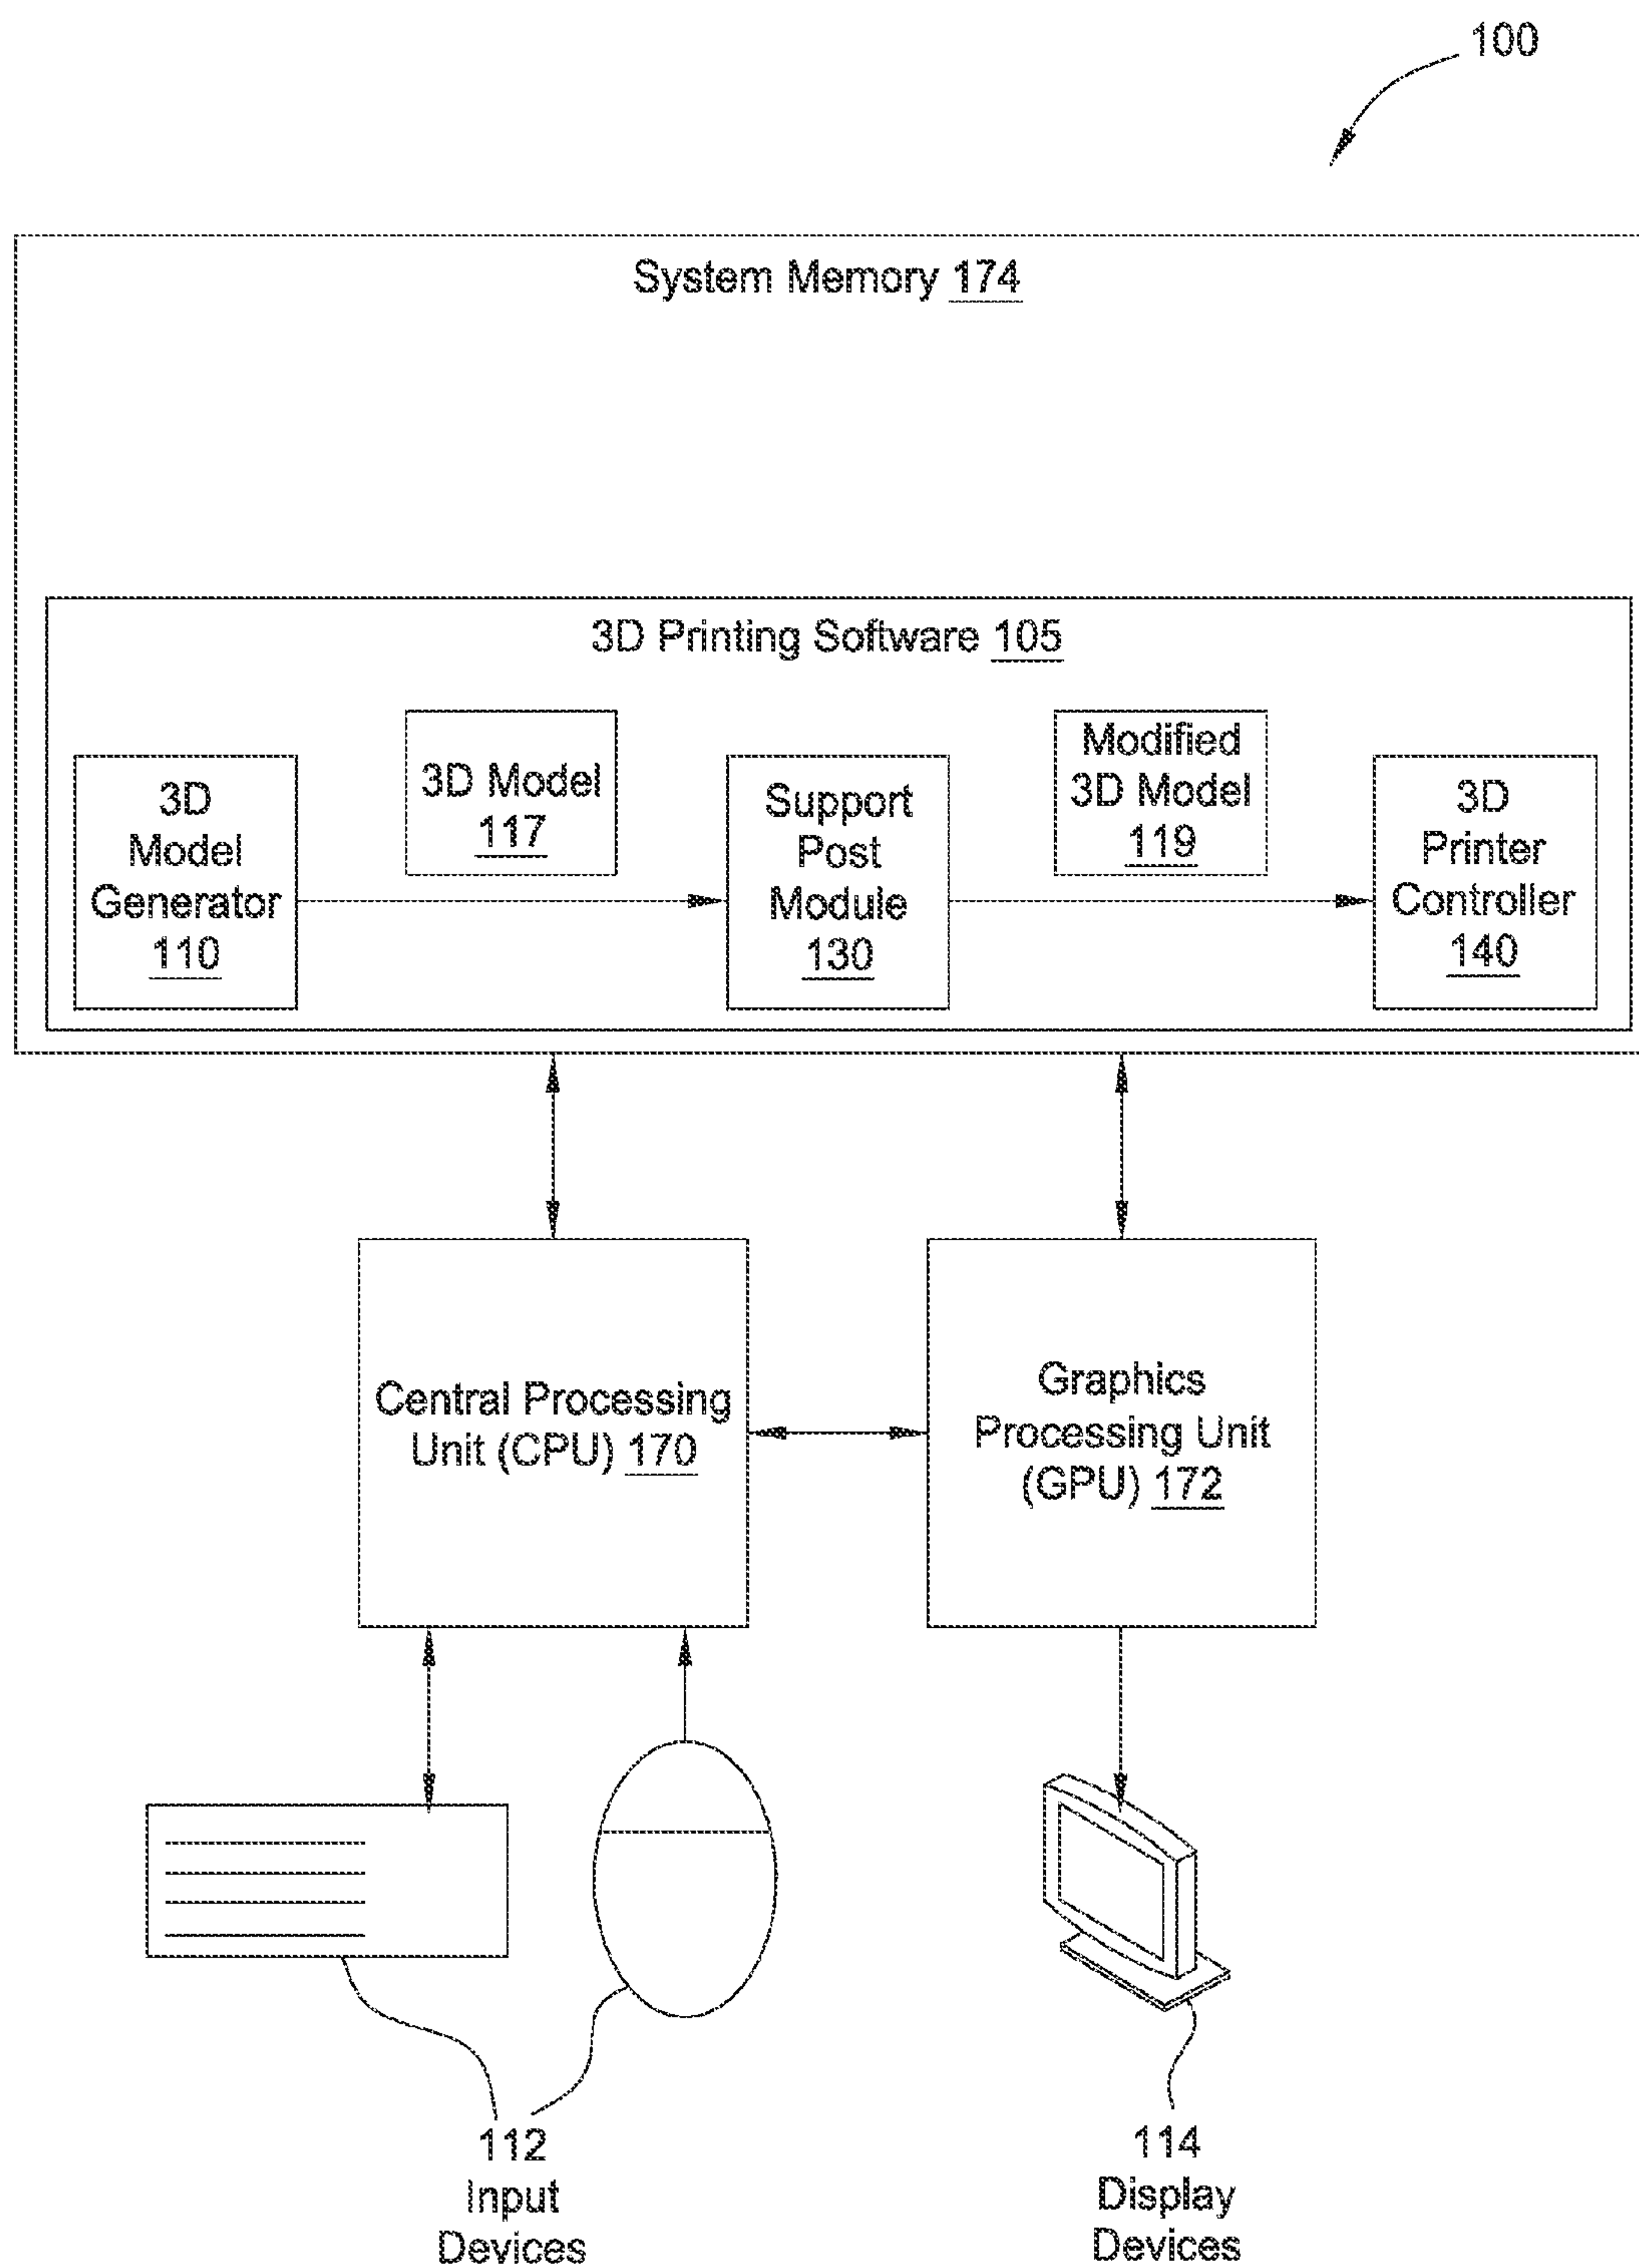 100
System Memory 174
3D Printing Software 105
3D
Model
Generator
110
3D Model
117
Support
Post
Module
130
Modified
3D Model
119
3D
Printer
Controller
140
Central Processing
Unit (CPU) 170
Graphics
Processing Unit
(GPU) 172
112
Input
Devices
114
Display
Devices